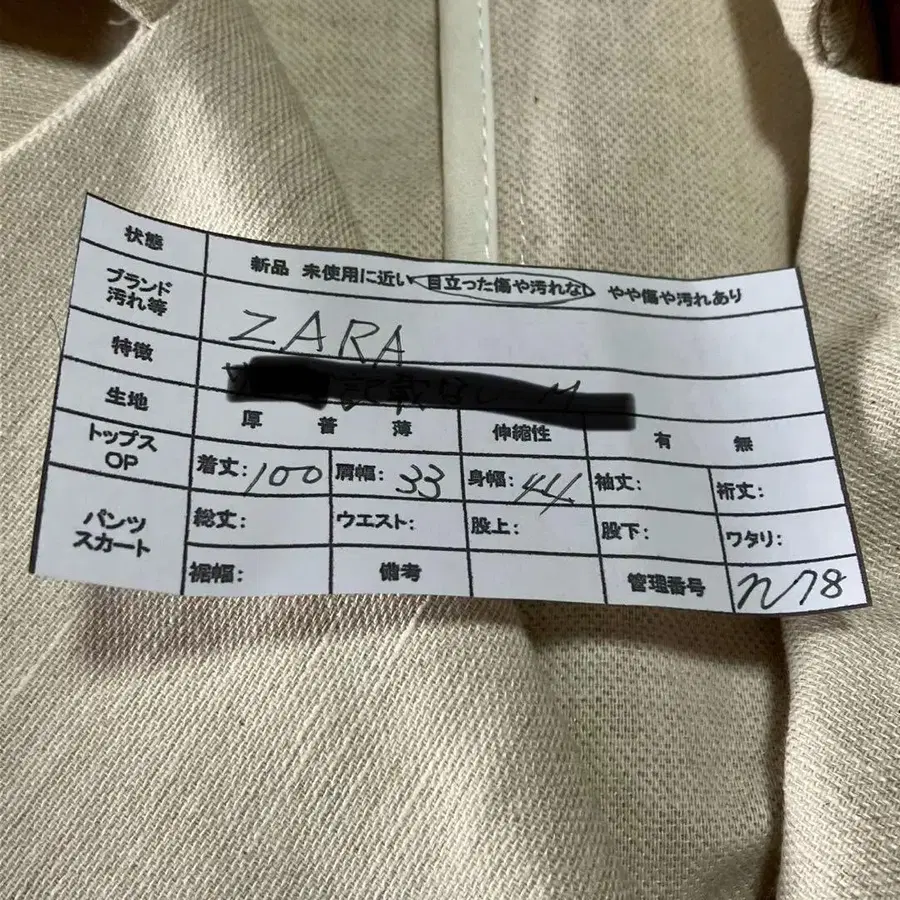 状態 新品 未使用に近い 目立った傷や汚れなし やや傷や汚れあり
ブランド
汚れ等 ZARA
特徴 記載なし M
生地 厚 普 薄 伸縮性 有 無
トップス
OP 着丈:100 肩幅:33 身幅:44 袖丈: 裄丈:
パンツ
スカート 総丈: ウエスト: 股上: 股下: ワタリ:
裾幅: 備考 管理番号 n78